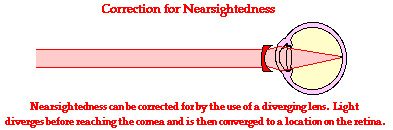 Correction for Nearsightedness
Nearsightedness can be corrected for by the use of a diverging lens. Light
diverges before reaching the cornea and is then converged to a location on the retina.